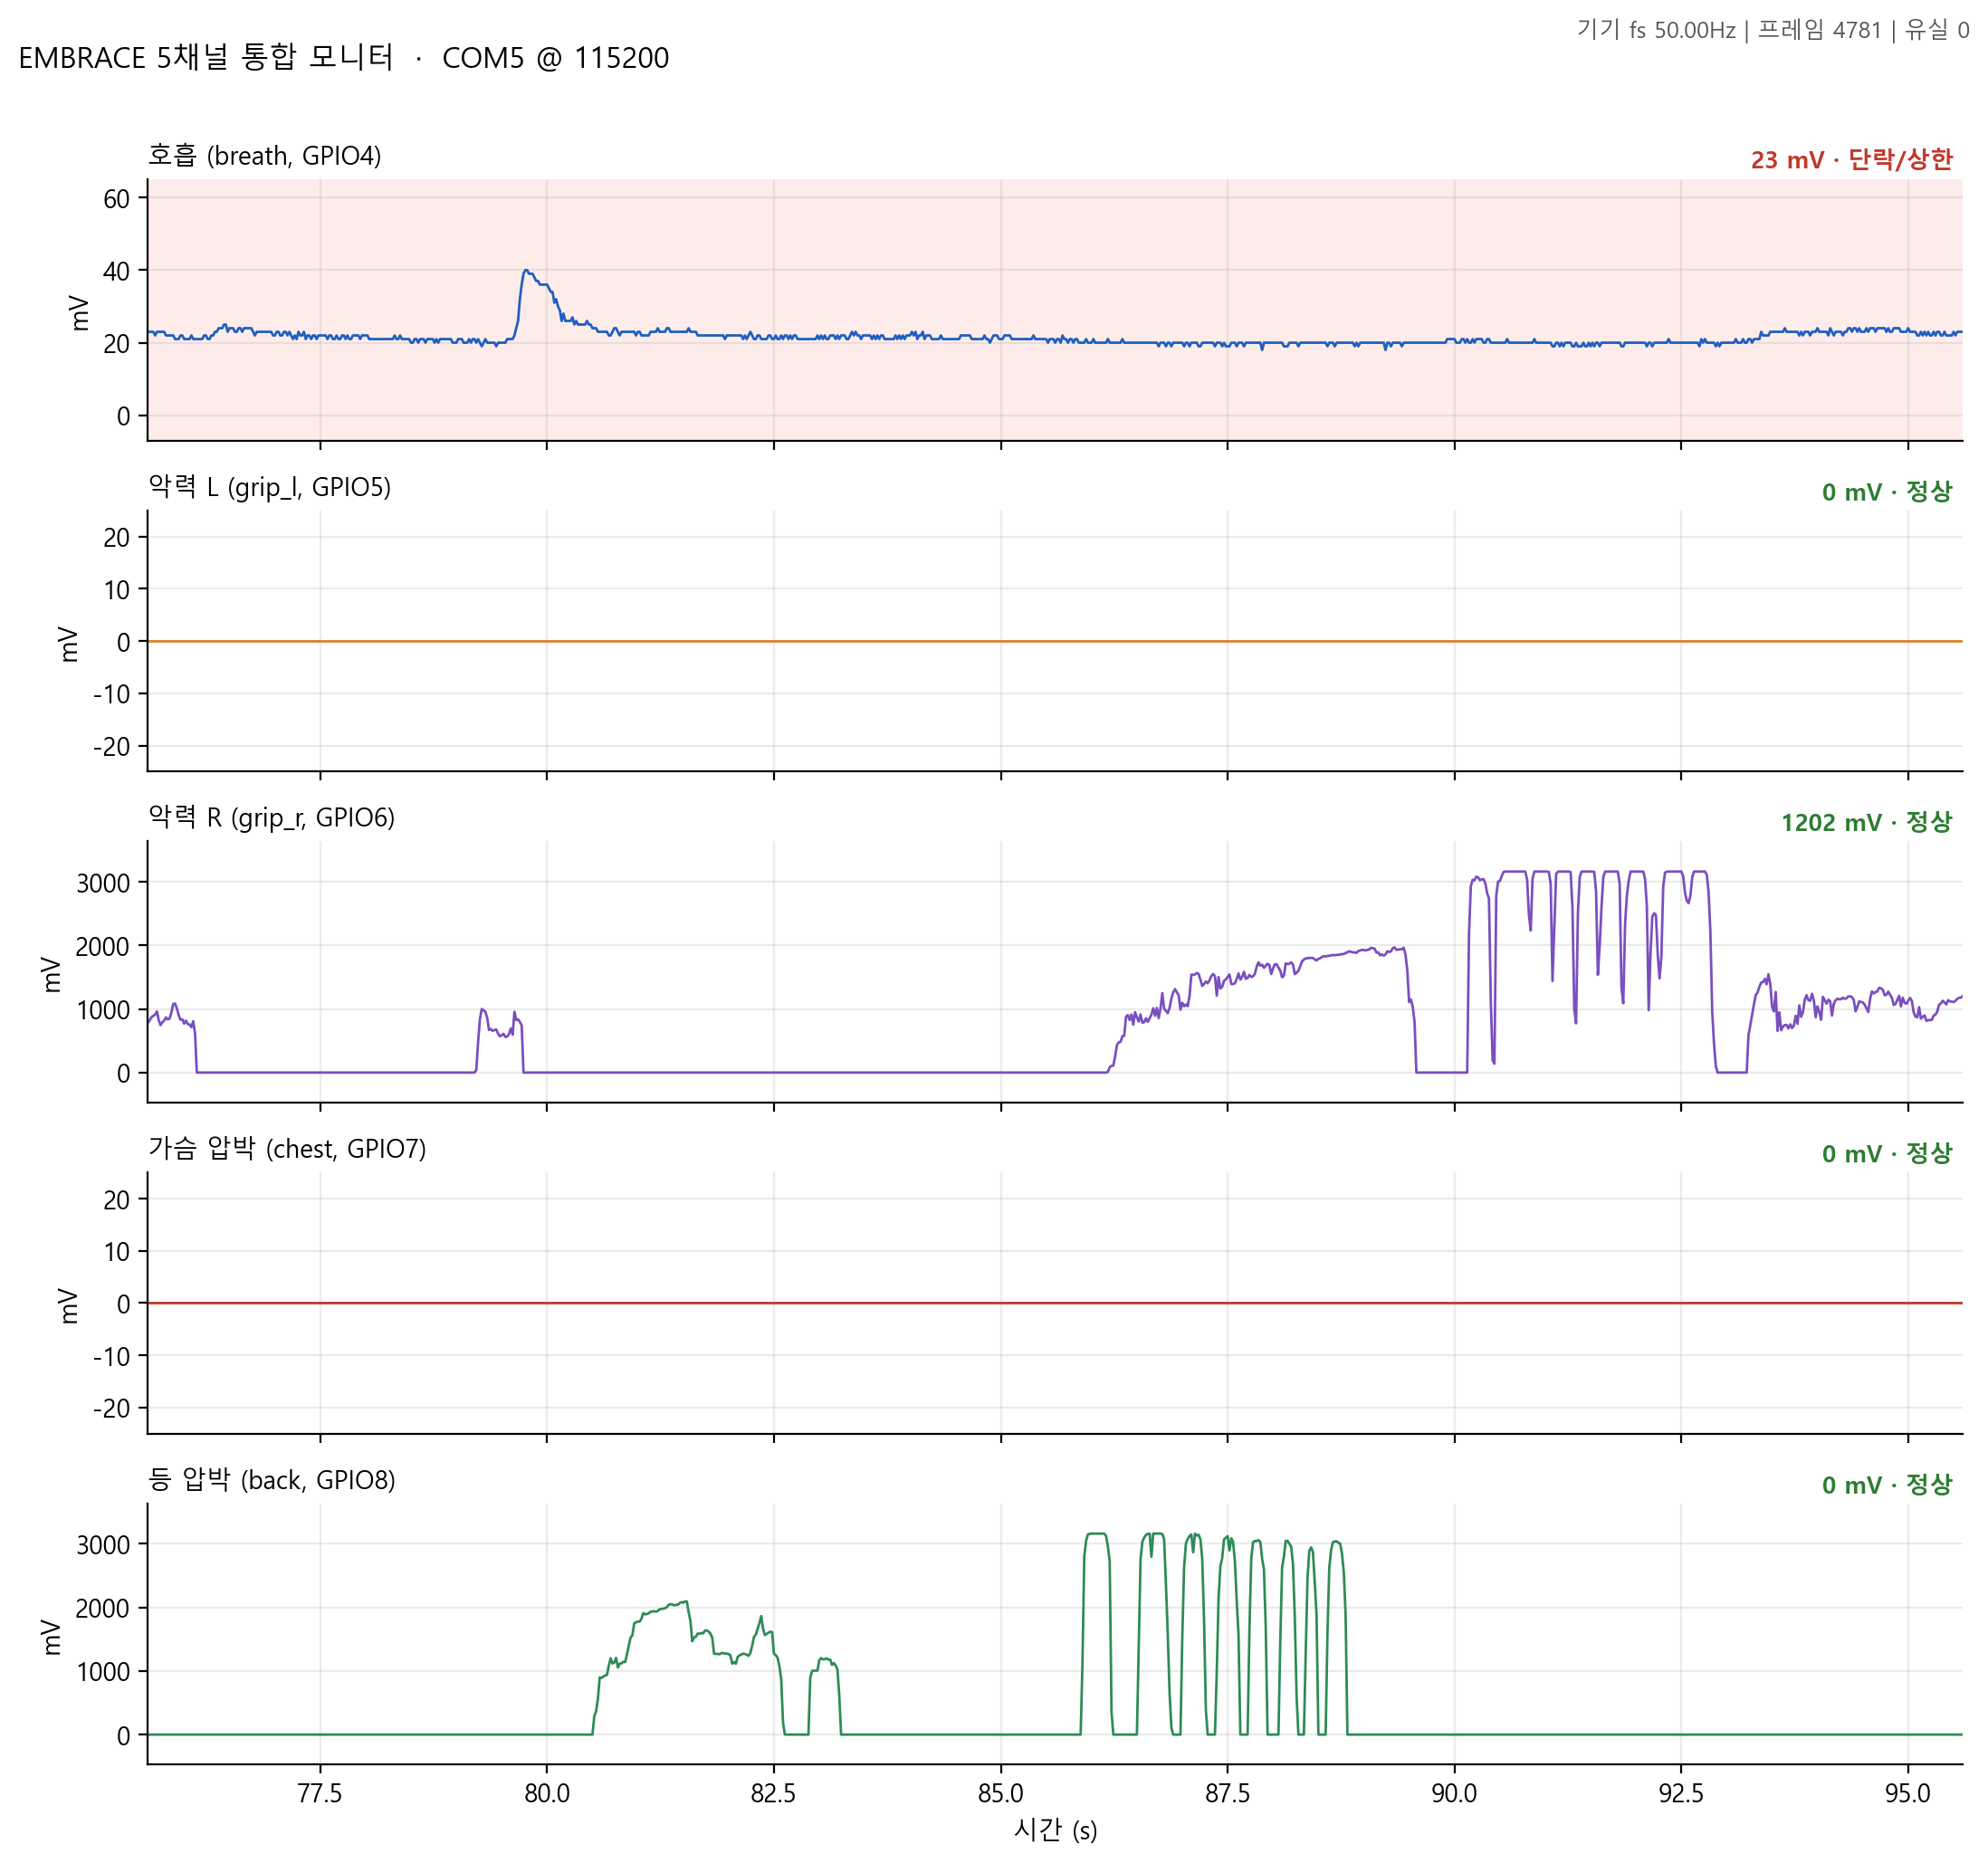 기기 fs 50.00Hz | 프레임 4781 | 유실 0
EMBRACE 5채널 통합 모니터 · COM5 @ 115200
호흡 (breath, GPIO4)
23 mV · 단락/상한
60
40
20
0
mV
악력 L (grip_l, GPIO5)
0 mV · 정상
20
10
0
-10
-20
mV
악력 R (grip_r, GPIO6)
1202 mV · 정상
3000
2000
1000
0
mV
가슴 압박 (chest, GPIO7)
0 mV · 정상
20
10
0
-10
-20
mV
등 압박 (back, GPIO8)
0 mV · 정상
3000
2000
1000
0
mV
77.5 80.0 82.5 85.0 87.5 90.0 92.5 95.0
시간 (s)